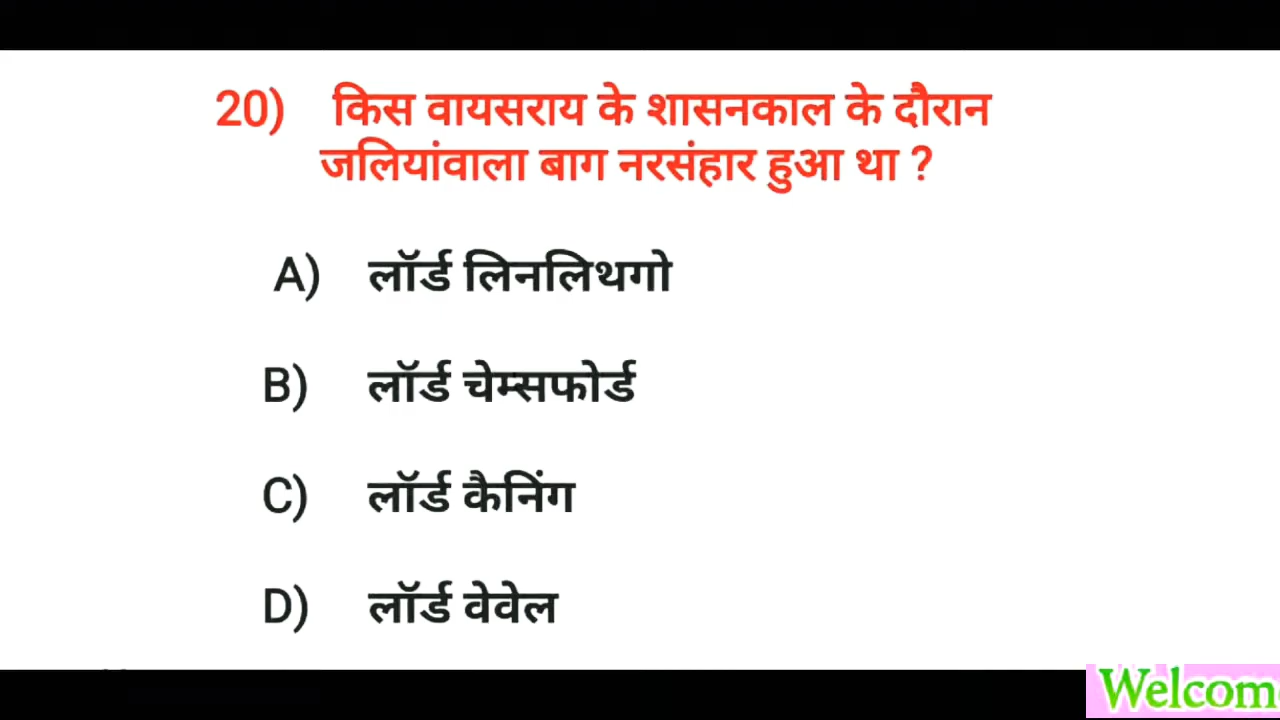 20) किस वायसराय के शासनकाल के दौरान
जलियांवाला बाग नरसंहार हुआ था ?
A) लॉर्ड लिनलिथगो
B) लॉर्ड चेम्सफोर्ड
C) लॉर्ड कैनिंग
D) लॉर्ड वेवेल
Welcom